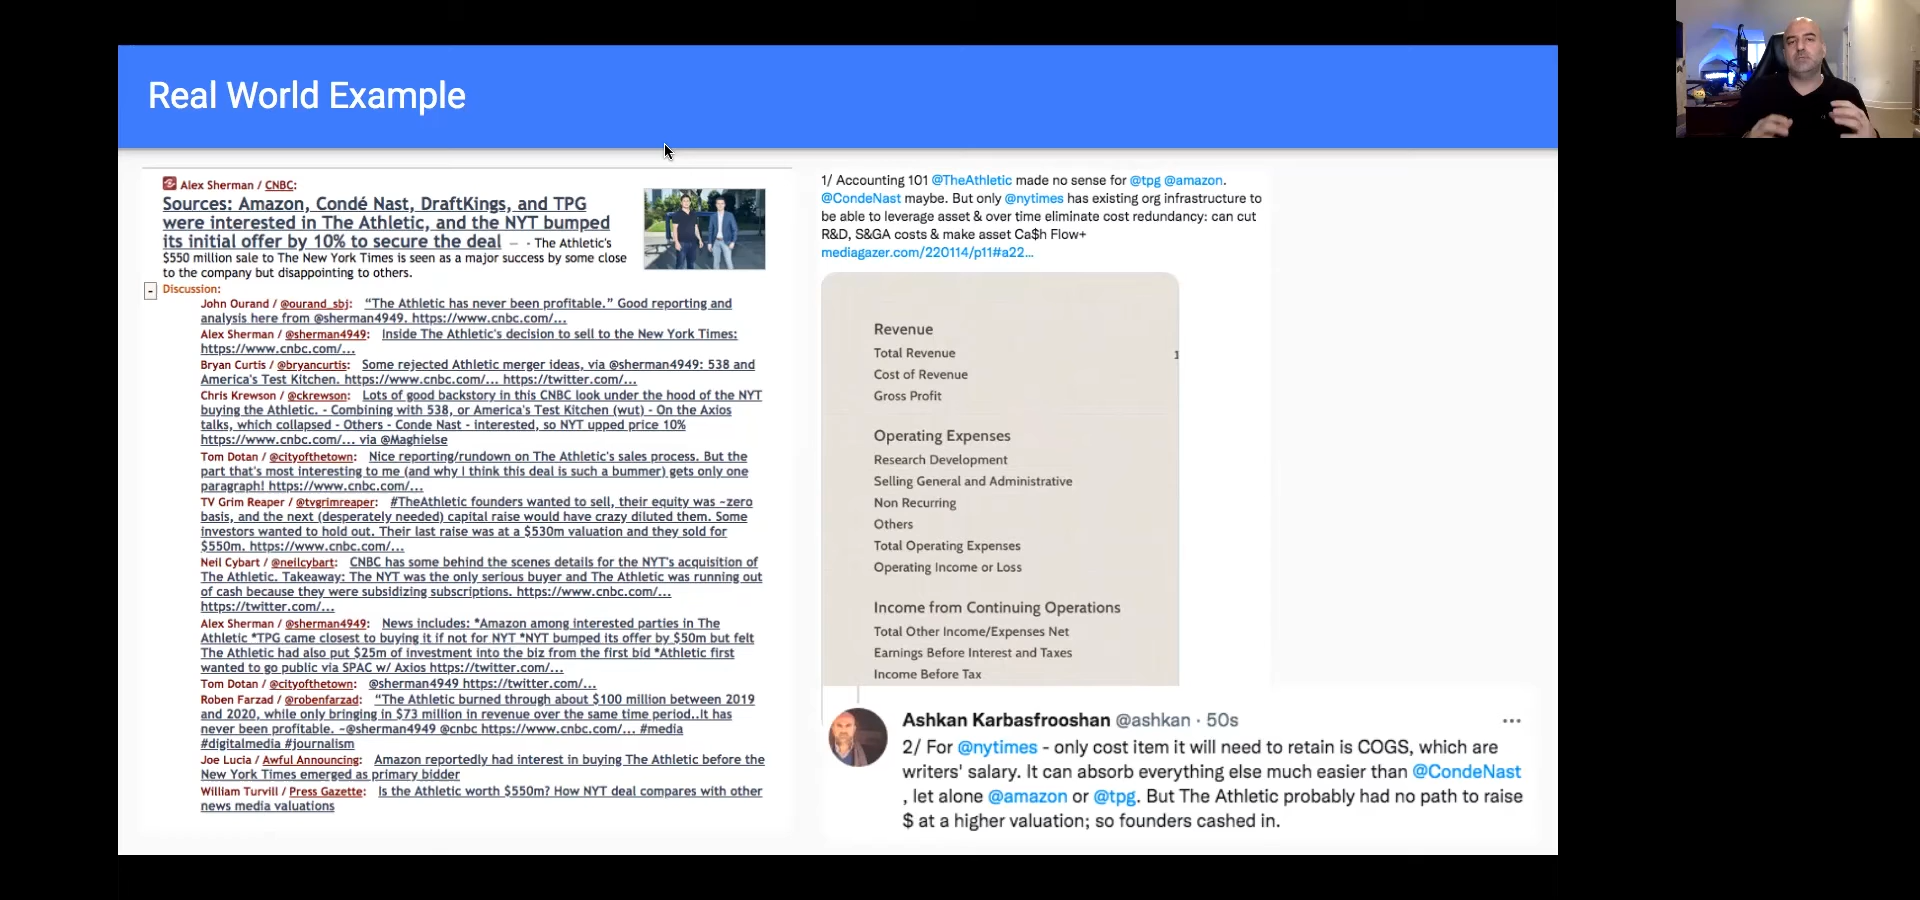 Real World Example
Alex Sherman / CNBC:
Sources: Amazon, Condé Nast, DraftKings, and TPG
were interested in The Athletic, and the NYT bumped
its initial offer by 10% to secure the deal — - The Athletic's
$550 million sale to The New York Times is seen as a major success by some close
to the company but disappointing to others.
- Discussion:
John Ourand / @ourand_sbj: “The Athletic has never been profitable.” Good reporting and
analysis here from @sherman4949. https://www.cnbc.com/...
Alex Sherman / @sherman4949: Inside The Athletic's decision to sell to the New York Times:
https://www.cnbc.com/...
Bryan Curtis / @bryancurtis: Some rejected Athletic merger ideas, via @sherman4949: 538 and
America's Test Kitchen. https://www.cnbc.com/... https://twitter.com/...
Chris Krewson / @ckrewson: Lots of good backstory in this CNBC look under the hood of the NYT
buying the Athletic. - Combining with 538, or America's Test Kitchen (wut) - On the Axios
talks, which collapsed - Others - Conde Nast - interested, so NYT upped price 10%
https://www.cnbc.com/... via @Maghielse
Tom Dotan / @cityofthetown: Nice reporting/rundown on The Athletic's sales process. But the
part that's most interesting to me (and why I think this deal is such a bummer) gets only one
paragraph! https://www.cnbc.com/...
TV Grim Reaper / @tvgrimreaper: #TheAthletic founders wanted to sell, their equity was ~zero
basis, and the next (desperately needed) capital raise would have crazy diluted them. Some
investors wanted to hold out. Their last raise was at a $530m valuation and they sold for
$550m. https://www.cnbc.com/...
Neil Cybart / @neilcybart: CNBC has some behind the scenes details for the NYT's acquisition of
The Athletic. Takeaway: The NYT was the only serious buyer and The Athletic was running out
of cash because they were subsidizing subscriptions. https://www.cnbc.com/...
https://twitter.com/...
Alex Sherman / @sherman4949: News includes: *Amazon among interested parties in The
Athletic *TPG came closest to buying it if not for NYT *NYT bumped its offer by $50m but felt
The Athletic had also put $25m of investment into the biz from the first bid *Athletic first
wanted to go public via SPAC w/ Axios https://twitter.com/...
Tom Dotan / @cityofthetown: @sherman4949 https://twitter.com/...
Roben Farzad / @robenfarzad: “The Athletic burned through about $100 million between 2019
and 2020, while only bringing in $73 million in revenue over the same time period..It has
never been profitable. ~@sherman4949 @cnbc https://www.cnbc.com/... #media
#digitalmedia #journalism
Joe Lucia / Awful Announcing: Amazon reportedly had interest in buying The Athletic before the
New York Times emerged as primary bidder
William Turvill / Press Gazette: Is the Athletic worth $550m? How NYT deal compares with other
news media valuations
1/ Accounting 101 @TheAthletic made no sense for @tpg @amazon.
@CondeNast maybe. But only @nytimes has existing org infrastructure to
be able to leverage asset & over time eliminate cost redundancy: can cut
R&D, S&GA costs & make asset Ca$h Flow+
mediagazer.com/220114/p11#a22...
Revenue
Total Revenue 1
Cost of Revenue
Gross Profit
Operating Expenses
Research Development
Selling General and Administrative
Non Recurring
Others
Total Operating Expenses
Operating Income or Loss
Income from Continuing Operations
Total Other Income/Expenses Net
Earnings Before Interest and Taxes
Income Before Tax
Ashkan Karbasfrooshan @ashkan · 50s
2/ For @nytimes - only cost item it will need to retain is COGS, which are
writers' salary. It can absorb everything else much easier than @CondeNast
, let alone @amazon or @tpg. But The Athletic probably had no path to raise
$ at a higher valuation; so founders cashed in.